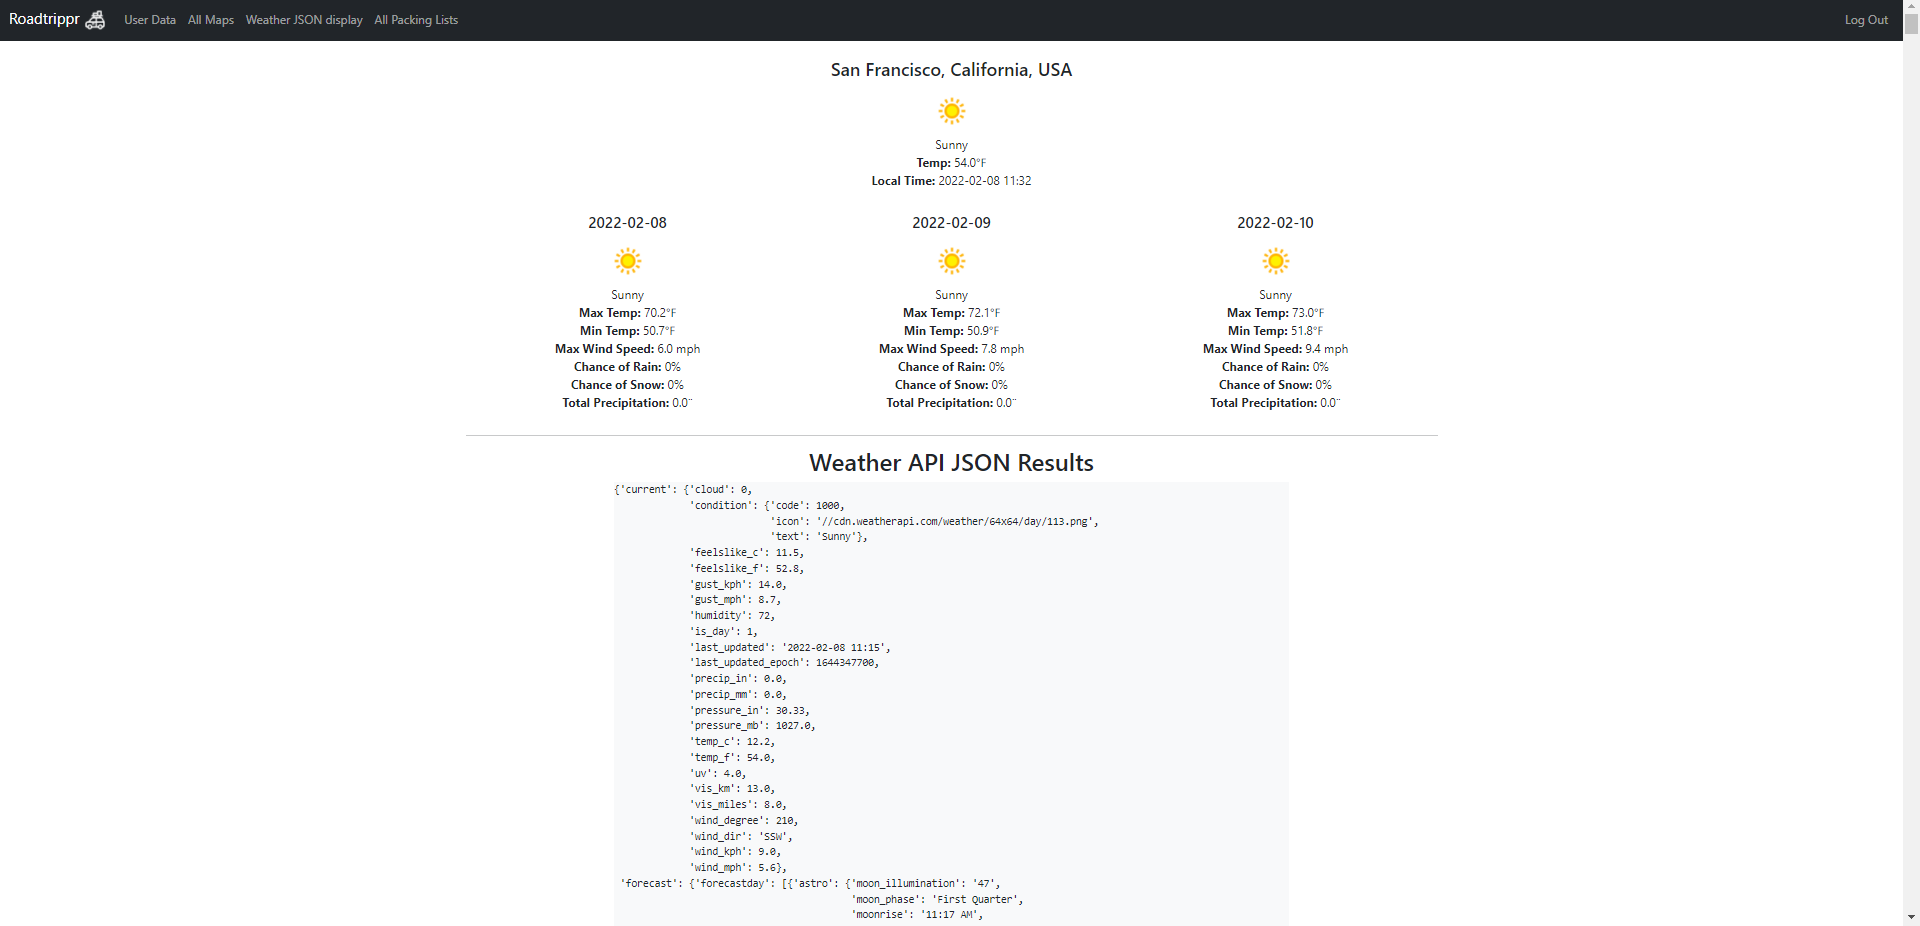 Roadtrippr User Data All Maps Weather JSON display All Packing Lists Log Out
San Francisco, California, USA
Sunny
Temp: 54.0°F
Local Time: 2022-02-08 11:32
2022-02-08 2022-02-09 2022-02-10
Sunny Sunny Sunny
Max Temp: 70.2°F Max Temp: 72.1°F Max Temp: 73.0°F
Min Temp: 50.7°F Min Temp: 50.9°F Min Temp: 51.8°F
Max Wind Speed: 6.0 mph Max Wind Speed: 7.8 mph Max Wind Speed: 9.4 mph
Chance of Rain: 0% Chance of Rain: 0% Chance of Rain: 0%
Chance of Snow: 0% Chance of Snow: 0% Chance of Snow: 0%
Total Precipitation: 0.0¨ Total Precipitation: 0.0¨ Total Precipitation: 0.0¨
Weather API JSON Results
{'current': {'cloud': 0,
'condition': {'code': 1000,
'icon': '//cdn.weatherapi.com/weather/64x64/day/113.png',
'text': 'Sunny'},
'feelslike_c': 11.5,
'feelslike_f': 52.8,
'gust_kph': 14.0,
'gust_mph': 8.7,
'humidity': 72,
'is_day': 1,
'last_updated': '2022-02-08 11:15',
'last_updated_epoch': 1644347700,
'precip_in': 0.0,
'precip_mm': 0.0,
'pressure_in': 30.33,
'pressure_mb': 1027.0,
'temp_c': 12.2,
'temp_f': 54.0,
'uv': 4.0,
'vis_km': 13.0,
'vis_miles': 8.0,
'wind_degree': 210,
'wind_dir': 'SSW',
'wind_kph': 9.0,
'wind_mph': 5.6},
'forecast': {'forecastday': [{'astro': {'moon_illumination': '47',
'moon_phase': 'First Quarter',
'moonrise': '11:17 AM',